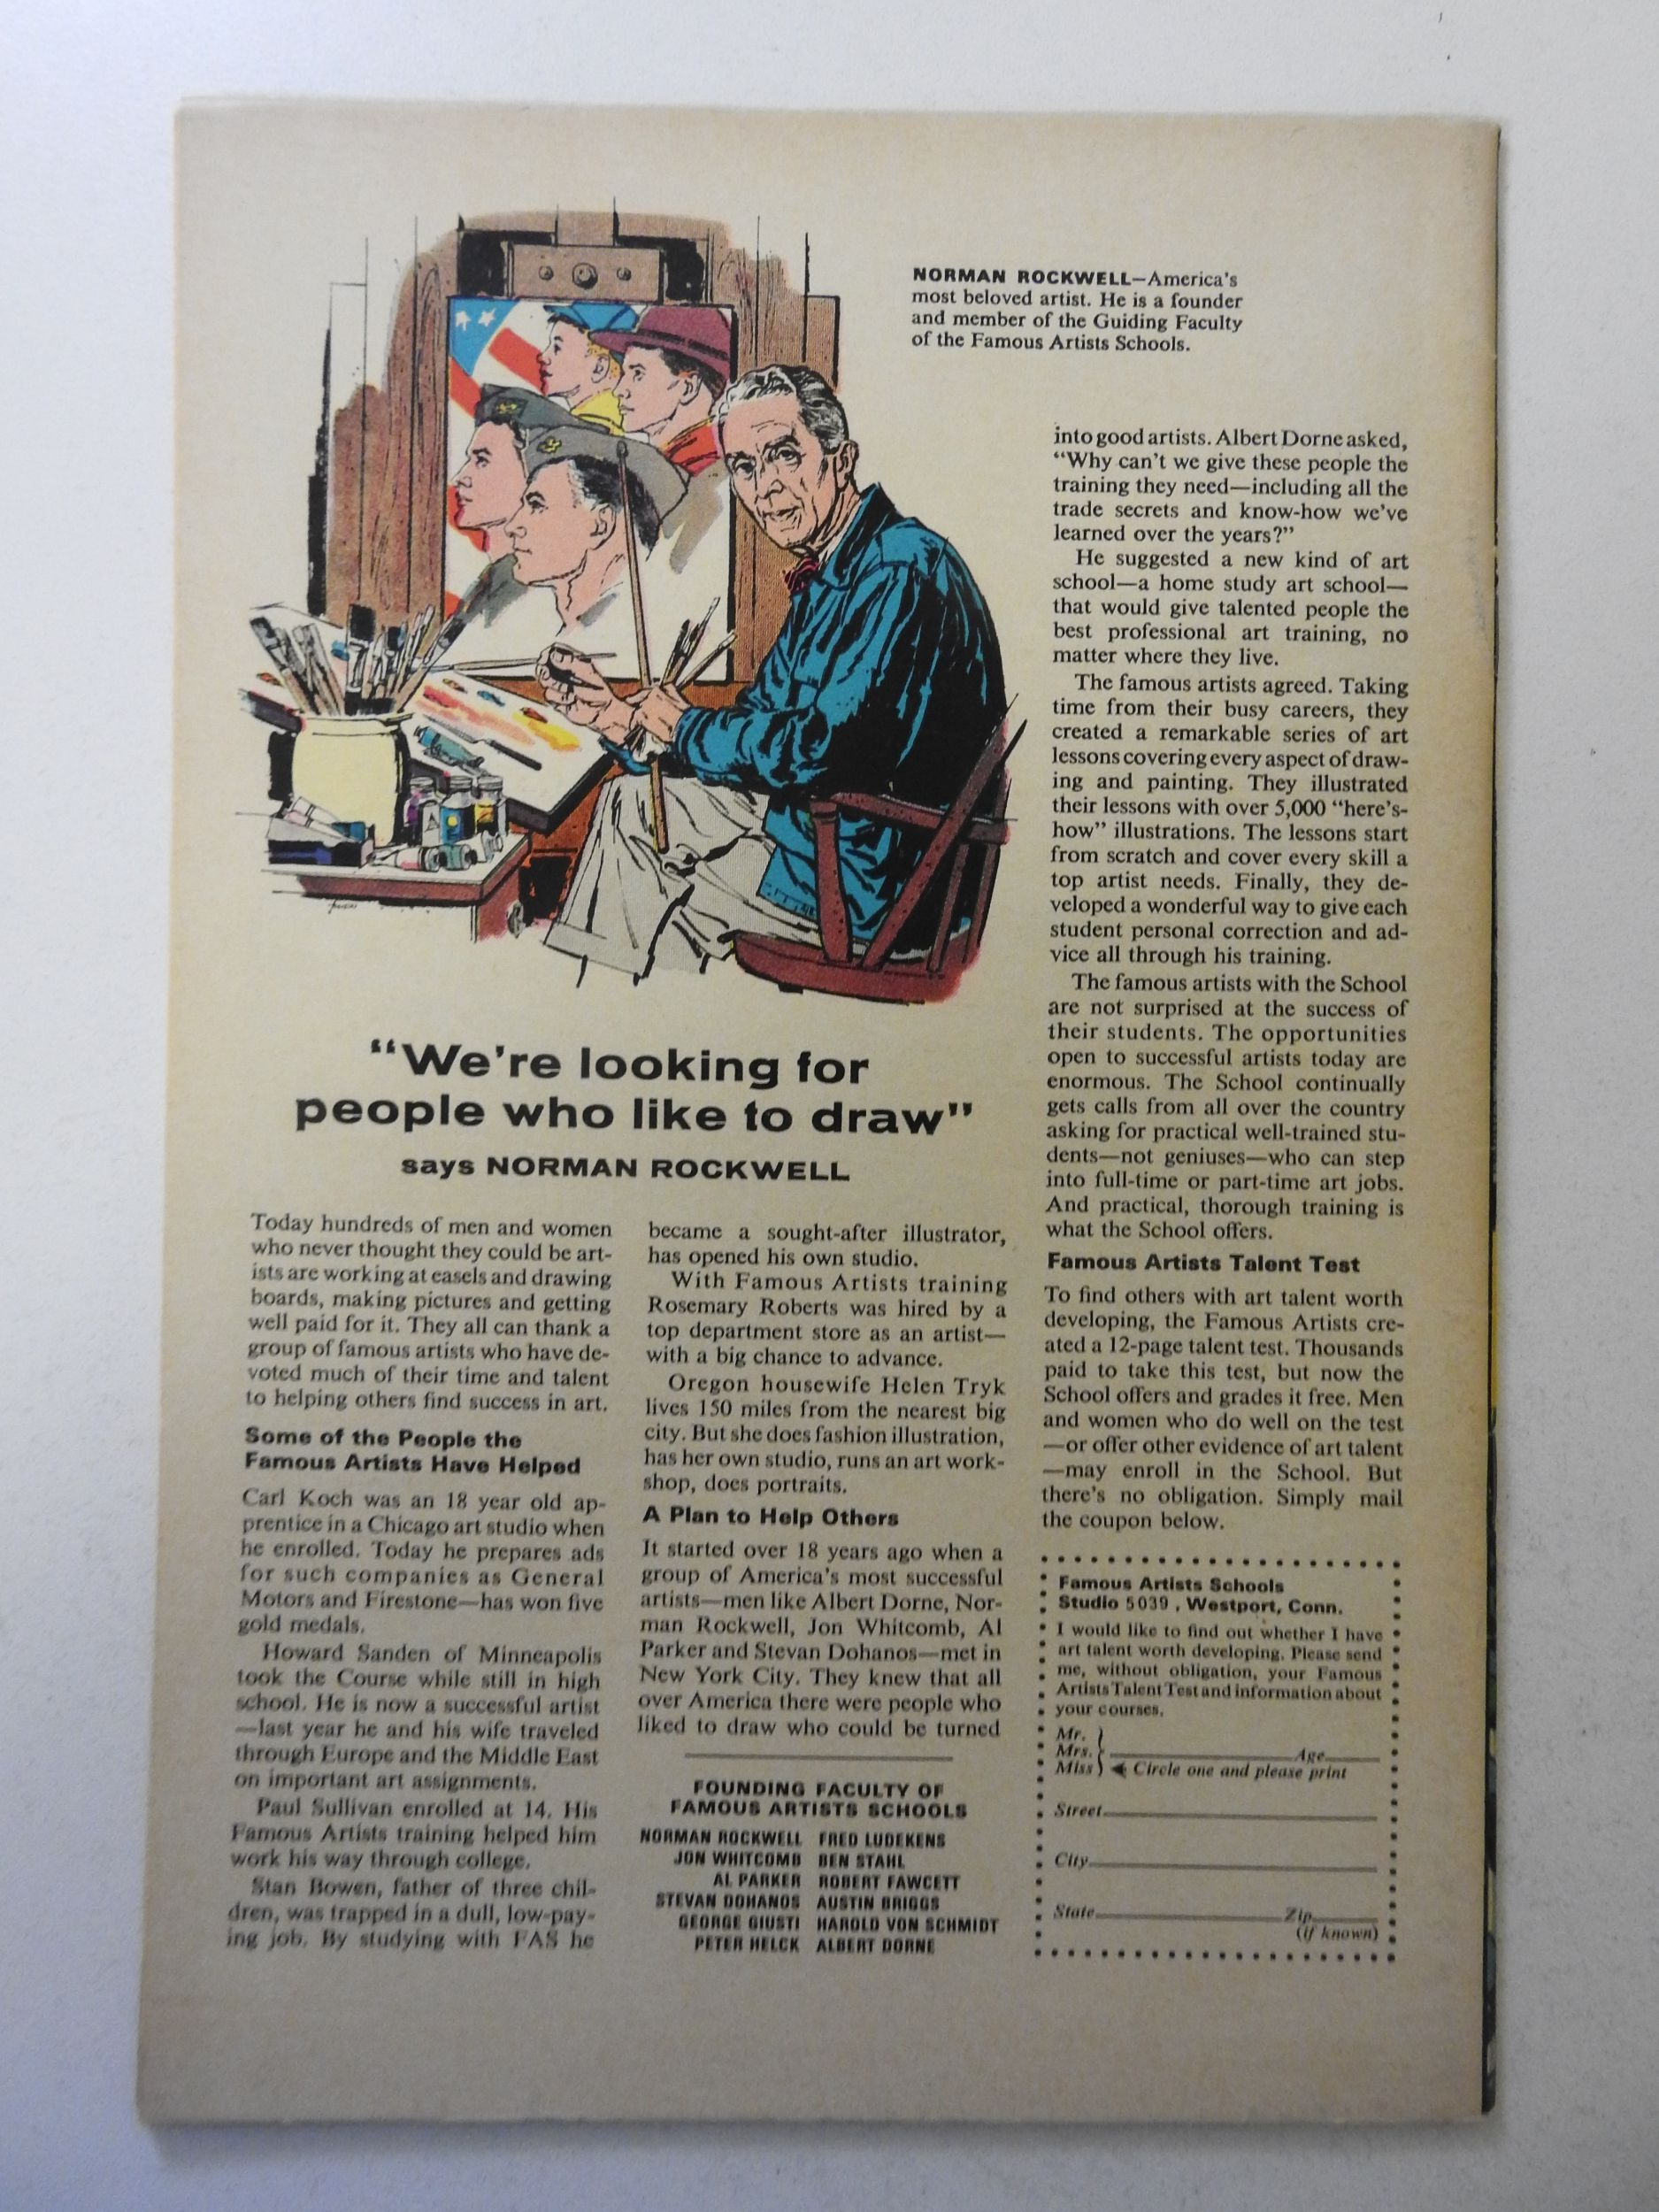 NORMAN ROCKWELL—America's
most beloved artist. He is a founder
and member of the Guiding Faculty
of the Famous Artists Schools.
"We're looking for
people who like to draw"
says NORMAN ROCKWELL
Today hundreds of men and women
who never thought they could be art-
ists are working at easels and drawing
boards, making pictures and getting
well paid for it. They all can thank a
group of famous artists who have de-
voted much of their time and talent
to helping others find success in art.
Some of the People the
Famous Artists Have Helped
Carl Koch was an 18 year old ap-
prentice in a Chicago art studio when
he enrolled. Today he prepares ads
for such companies as General
Motors and Firestone—has won five
gold medals.
Howard Sanden of Minneapolis
took the Course while still in high
school. He is now a successful artist
—last year he and his wife traveled
through Europe and the Middle East
on important art assignments.
Paul Sullivan enrolled at 14. His
Famous Artists training helped him
work his way through college.
Stan Bowen, father of three chil-
dren, was trapped in a dull, low-pay-
ing job. By studying with FAS he
became a sought-after illustrator,
has opened his own studio.
With Famous Artists training
Rosemary Roberts was hired by a
top department store as an artist—
with a big chance to advance.
Oregon housewife Helen Tryk
lives 150 miles from the nearest big
city. But she does fashion illustration,
has her own studio, runs an art work-
shop, does portraits.
A Plan to Help Others
It started over 18 years ago when a
group of America's most successful
artists—men like Albert Dorne, Nor-
man Rockwell, Jon Whitcomb, Al
Parker and Stevan Dohanos—met in
New York City. They knew that all
over America there were people who
liked to draw who could be turned
FOUNDING FACULTY OF
FAMOUS ARTISTS SCHOOLS
NORMAN ROCKWELL FRED LUDEKENS
JON WHITCOMB BEN STAHL
AL PARKER ROBERT FAWCETT
STEVAN DOHANOS AUSTIN BRIGGS
GEORGE GIUSTI HAROLD VON SCHMIDT
PETER HELCK ALBERT DORNE
into good artists. Albert Dorne asked,
"Why can't we give these people the
training they need—including all the
trade secrets and know-how we've
learned over the years?"
He suggested a new kind of art
school—a home study art school—
that would give talented people the
best professional art training, no
matter where they live.
The famous artists agreed. Taking
time from their busy careers, they
created a remarkable series of art
lessons covering every aspect of draw-
ing and painting. They illustrated
their lessons with over 5,000 "here's-
how" illustrations. The lessons start
from scratch and cover every skill a
top artist needs. Finally, they de-
veloped a wonderful way to give each
student personal correction and ad-
vice all through his training.
The famous artists with the School
are not surprised at the success of
their students. The opportunities
open to successful artists today are
enormous. The School continually
gets calls from all over the country
asking for practical well-trained stu-
dents—not geniuses—who can step
into full-time or part-time art jobs.
And practical, thorough training is
what the School offers.
Famous Artists Talent Test
To find others with art talent worth
developing, the Famous Artists cre-
ated a 12-page talent test. Thousands
paid to take this test, but now the
School offers and grades it free. Men
and women who do well on the test
—or offer other evidence of art talent
—may enroll in the School. But
there's no obligation. Simply mail
the coupon below.
Famous Artists Schools
Studio 5039 , Westport, Conn.
I would like to find out whether I have
art talent worth developing. Please send
me, without obligation, your Famous
Artists Talent Test and information about
your courses.
Mr.
Mrs. Age
Miss Circle one and please print
Street
City
State Zip
(if known)